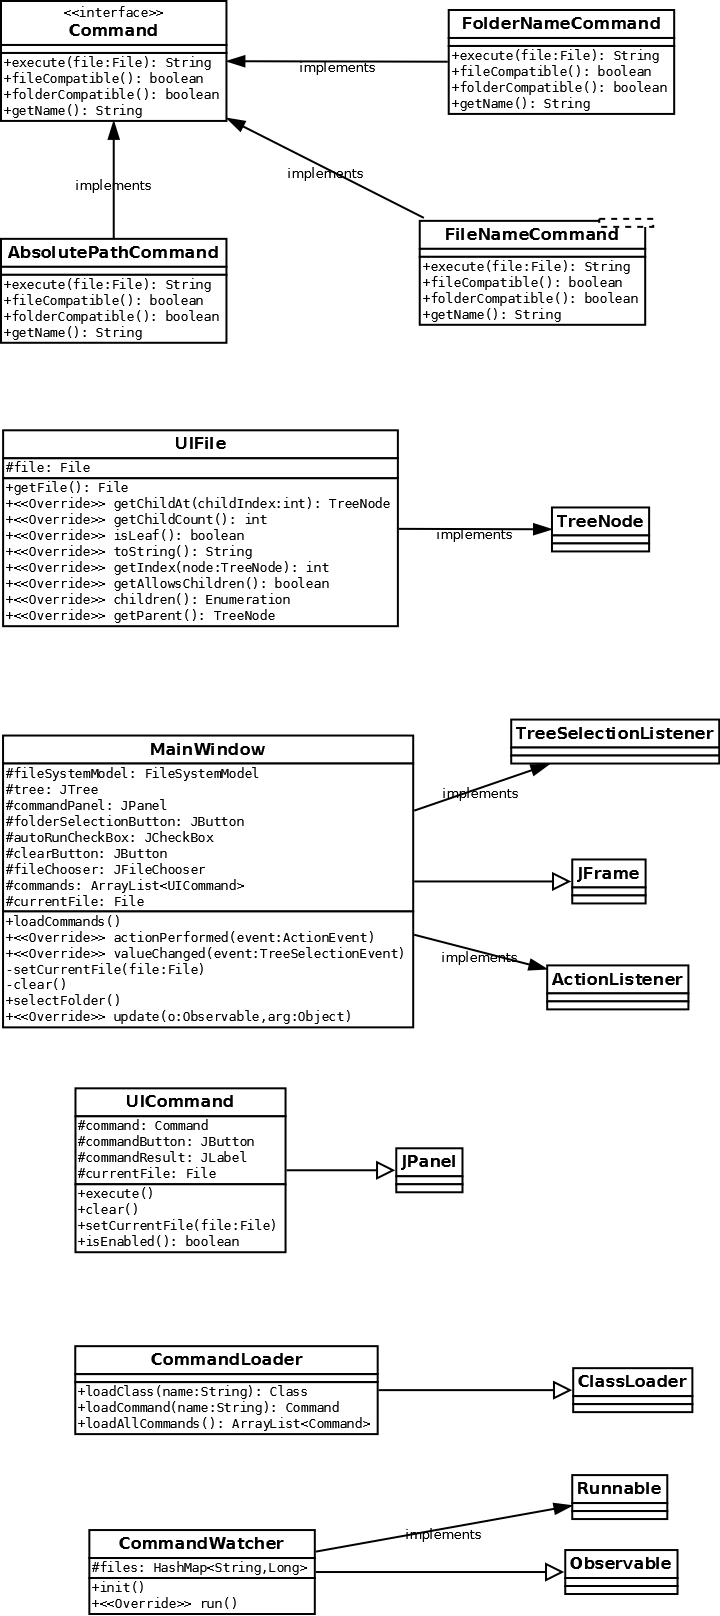 <<interface>>
Command
+execute(file:File): String
+fileCompatible(): boolean
+folderCompatible(): boolean
+getName(): String
implements
FolderNameCommand
+execute(file:File): String
+fileCompatible(): boolean
+folderCompatible(): boolean
+getName(): String
implements
implements
AbsolutePathCommand
+execute(file:File): String
+fileCompatible(): boolean
+folderCompatible(): boolean
+getName(): String
FileNameCommand
+execute(file:File): String
+fileCompatible(): boolean
+folderCompatible(): boolean
+getName(): String
UIFile
#file: File
+getFile(): File
+<<Override>> getChildAt(childIndex:int): TreeNode
+<<Override>> getChildCount(): int
+<<Override>> isLeaf(): boolean
+<<Override>> toString(): String
+<<Override>> getIndex(node:TreeNode): int
+<<Override>> getAllowsChildren(): boolean
+<<Override>> children(): Enumeration
+<<Override>> getParent(): TreeNode
implements
TreeNode
MainWindow
#fileSystemModel: FileSystemModel
#tree: JTree
#commandPanel: JPanel
#folderSelectionButton: JButton
#autoRunCheckBox: JCheckBox
#clearButton: JButton
#fileChooser: JFileChooser
#commands: ArrayList<UICommand>
#currentFile: File
+loadCommands()
+<<Override>> actionPerformed(event:ActionEvent)
+<<Override>> valueChanged(event:TreeSelectionEvent)
-setCurrentFile(file:File)
-clear()
+selectFolder()
+<<Override>> update(o:Observable,arg:Object)
implements
TreeSelectionListener
JFrame
implements
ActionListener
UICommand
#command: Command
#commandButton: JButton
#commandResult: JLabel
#currentFile: File
+execute()
+clear()
+setCurrentFile(file:File)
+isEnabled(): boolean
JPanel
CommandLoader
+loadClass(name:String): Class
+loadCommand(name:String): Command
+loadAllCommands(): ArrayList<Command>
ClassLoader
CommandWatcher
#files: HashMap<String,Long>
+init()
+<<Override>> run()
implements
Runnable
Observable